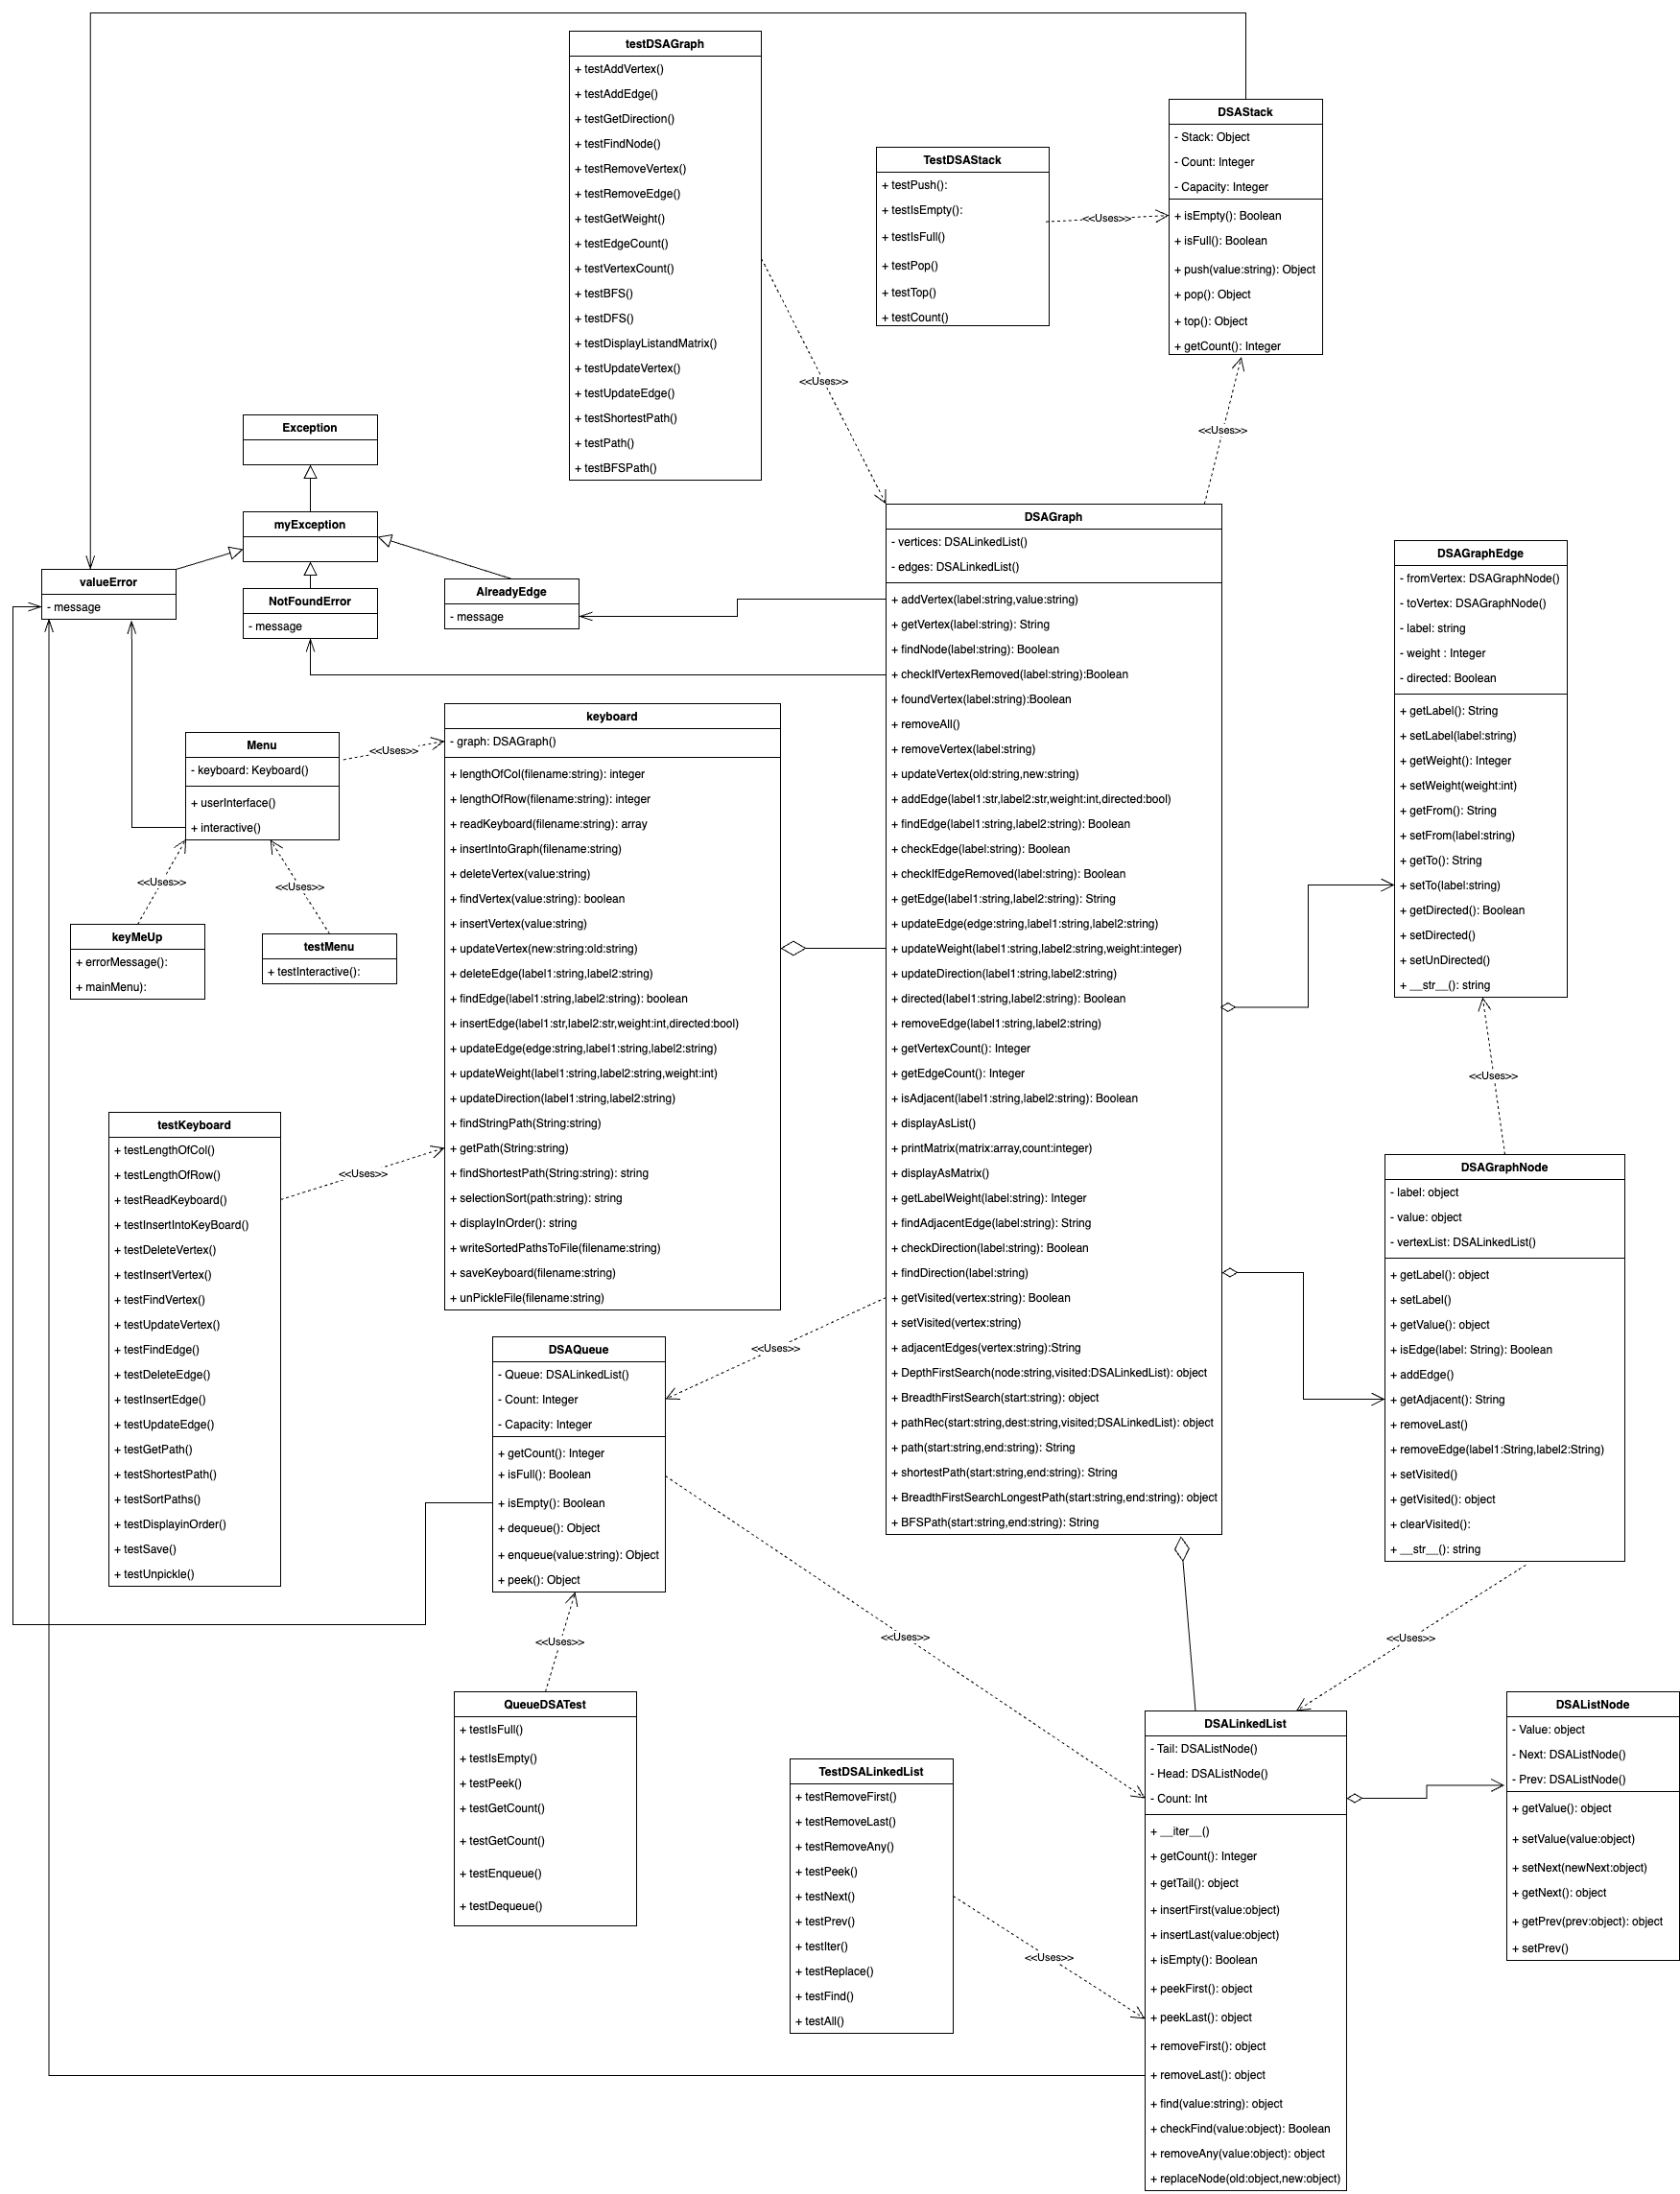 testDSAGraph
+ testAddVertex()
+ testAddEdge()
+ testGetDirection()
+ testFindNode()
+ testRemoveVertex()
+ testRemoveEdge()
+ testGetWeight()
+ testEdgeCount()
+ testVertexCount()
+ testBFS()
+ testDFS()
+ testDisplayListandMatrix()
+ testUpdateVertex()
+ testUpdateEdge()
+ testShortestPath()
+ testPath()
+ testBFSPath()
TestDSAStack
+ testPush():
+ testIsEmpty():
+ testIsFull()
+ testPop()
+ testTop()
+ testCount()
<<Uses>>
DSAStack
- Stack: Object
- Count: Integer
- Capacity: Integer
+ isEmpty(): Boolean
+ isFull(): Boolean
+ push(value:string): Object
+ pop(): Object
+ top(): Object
+ getCount(): Integer
<<Uses>>
<<Uses>>
Exception
myException
valueError
- message
NotFoundError
- message
AlreadyEdge
- message
Menu
- keyboard: Keyboard()
+ userInterface()
+ interactive()
<<Uses>>
<<Uses>>
<<Uses>>
keyMeUp
+ errorMessage():
+ mainMenu):
testMenu
+ testInteractive():
keyboard
- graph: DSAGraph()
+ lengthOfCol(filename:string): integer
+ lengthOfRow(filename:string): integer
+ readKeyboard(filename:string): array
+ insertIntoGraph(filename:string)
+ deleteVertex(value:string)
+ findVertex(value:string): boolean
+ insertVertex(value:string)
+ updateVertex(new:string:old:string)
+ deleteEdge(label1:string,label2:string)
+ findEdge(label1:string,label2:string): boolean
+ insertEdge(label1:str,label2:str,weight:int,directed:bool)
+ updateEdge(edge:string,label1:string,label2:string)
+ updateWeight(label1:string,label2:string,weight:int)
+ updateDirection(label1:string,label2:string)
+ findStringPath(String:string)
+ getPath(String:string)
+ findShortestPath(String:string): string
+ selectionSort(path:string): string
+ displayInOrder(): string
+ writeSortedPathsToFile(filename:string)
+ saveKeyboard(filename:string)
+ unPickleFile(filename:string)
DSAGraph
- vertices: DSALinkedList()
- edges: DSALinkedList()
+ addVertex(label:string,value:string)
+ getVertex(label:string): String
+ findNode(label:string): Boolean
+ checkIfVertexRemoved(label:string):Boolean
+ foundVertex(label:string):Boolean
+ removeAll()
+ removeVertex(label:string)
+ updateVertex(old:string,new:string)
+ addEdge(label1:str,label2:str,weight:int,directed:bool)
+ findEdge(label1:string,label2:string): Boolean
+ checkEdge(label:string): Boolean
+ checkIfEdgeRemoved(label:string): Boolean
+ getEdge(label1:string,label2:string): String
+ updateEdge(edge:string,label1:string,label2:string)
+ updateWeight(label1:string,label2:string,weight:integer)
+ updateDirection(label1:string,label2:string)
+ directed(label1:string,label2:string): Boolean
+ removeEdge(label1:string,label2:string)
+ getVertexCount(): Integer
+ getEdgeCount(): Integer
+ isAdjacent(label1:string,label2:string): Boolean
+ displayAsList()
+ printMatrix(matrix:array,count:integer)
+ displayAsMatrix()
+ getLabelWeight(label:string): Integer
+ findAdjacentEdge(label:string): String
+ checkDirection(label:string): Boolean
+ findDirection(label:string)
+ getVisited(vertex:string): Boolean
+ setVisited(vertex:string)
+ adjacentEdges(vertex:string):String
+ DepthFirstSearch(node:string,visited:DSALinkedList): object
+ BreadthFirstSearch(start:string): object
+ pathRec(start:string,dest:string,visited;DSALinkedList): object
+ path(start:string,end:string): String
+ shortestPath(start:string,end:string): String
+ BreadthFirstSearchLongestPath(start:string,end:string): object
+ BFSPath(start:string,end:string): String
DSAGraphEdge
- fromVertex: DSAGraphNode()
- toVertex: DSAGraphNode()
- label: string
- weight : Integer
- directed: Boolean
+ getLabel(): String
+ setLabel(label:string)
+ getWeight(): Integer
+ setWeight(weight:int)
+ getFrom(): String
+ setFrom(label:string)
+ getTo(): String
+ setTo(label:string)
+ getDirected(): Boolean
+ setDirected()
+ setUnDirected()
+ __str__(): string
<<Uses>>
DSAGraphNode
- label: object
- value: object
- vertexList: DSALinkedList()
+ getLabel(): object
+ setLabel()
+ getValue(): object
+ isEdge(label: String): Boolean
+ addEdge()
+ getAdjacent(): String
+ removeLast()
+ removeEdge(label1:String,label2:String)
+ setVisited()
+ getVisited(): object
+ clearVisited():
+ __str__(): string
testKeyboard
+ testLengthOfCol()
+ testLengthOfRow()
+ testReadKeyboard()
+ testInsertIntoKeyBoard()
+ testDeleteVertex()
+ testInsertVertex()
+ testFindVertex()
+ testUpdateVertex()
+ testFindEdge()
+ testDeleteEdge()
+ testInsertEdge()
+ testUpdateEdge()
+ testGetPath()
+ testShortestPath()
+ testSortPaths()
+ testDisplayinOrder()
+ testSave()
+ testUnpickle()
<<Uses>>
<<Uses>>
DSAQueue
- Queue: DSALinkedList()
- Count: Integer
- Capacity: Integer
+ getCount(): Integer
+ isFull(): Boolean
+ isEmpty(): Boolean
+ dequeue(): Object
+ enqueue(value:string): Object
+ peek(): Object
<<Uses>>
<<Uses>>
<<Uses>>
QueueDSATest
+ testIsFull()
+ testIsEmpty()
+ testPeek()
+ testGetCount()
+ testGetCount()
+ testEnqueue()
+ testDequeue()
TestDSALinkedList
+ testRemoveFirst()
+ testRemoveLast()
+ testRemoveAny()
+ testPeek()
+ testNext()
+ testPrev()
+ testIter()
+ testReplace()
+ testFind()
+ testAll()
<<Uses>>
DSALinkedList
- Tail: DSAListNode()
- Head: DSAListNode()
- Count: Int
+ __iter__()
+ getCount(): Integer
+ getTail(): object
+ insertFirst(value:object)
+ insertLast(value:object)
+ isEmpty(): Boolean
+ peekFirst(): object
+ peekLast(): object
+ removeFirst(): object
+ removeLast(): object
+ find(value:string): object
+ checkFind(value:object): Boolean
+ removeAny(value:object): object
+ replaceNode(old:object,new:object)
DSAListNode
- Value: object
- Next: DSAListNode()
- Prev: DSAListNode()
+ getValue(): object
+ setValue(value:object)
+ setNext(newNext:object)
+ getNext(): object
+ getPrev(prev:object): object
+ setPrev()